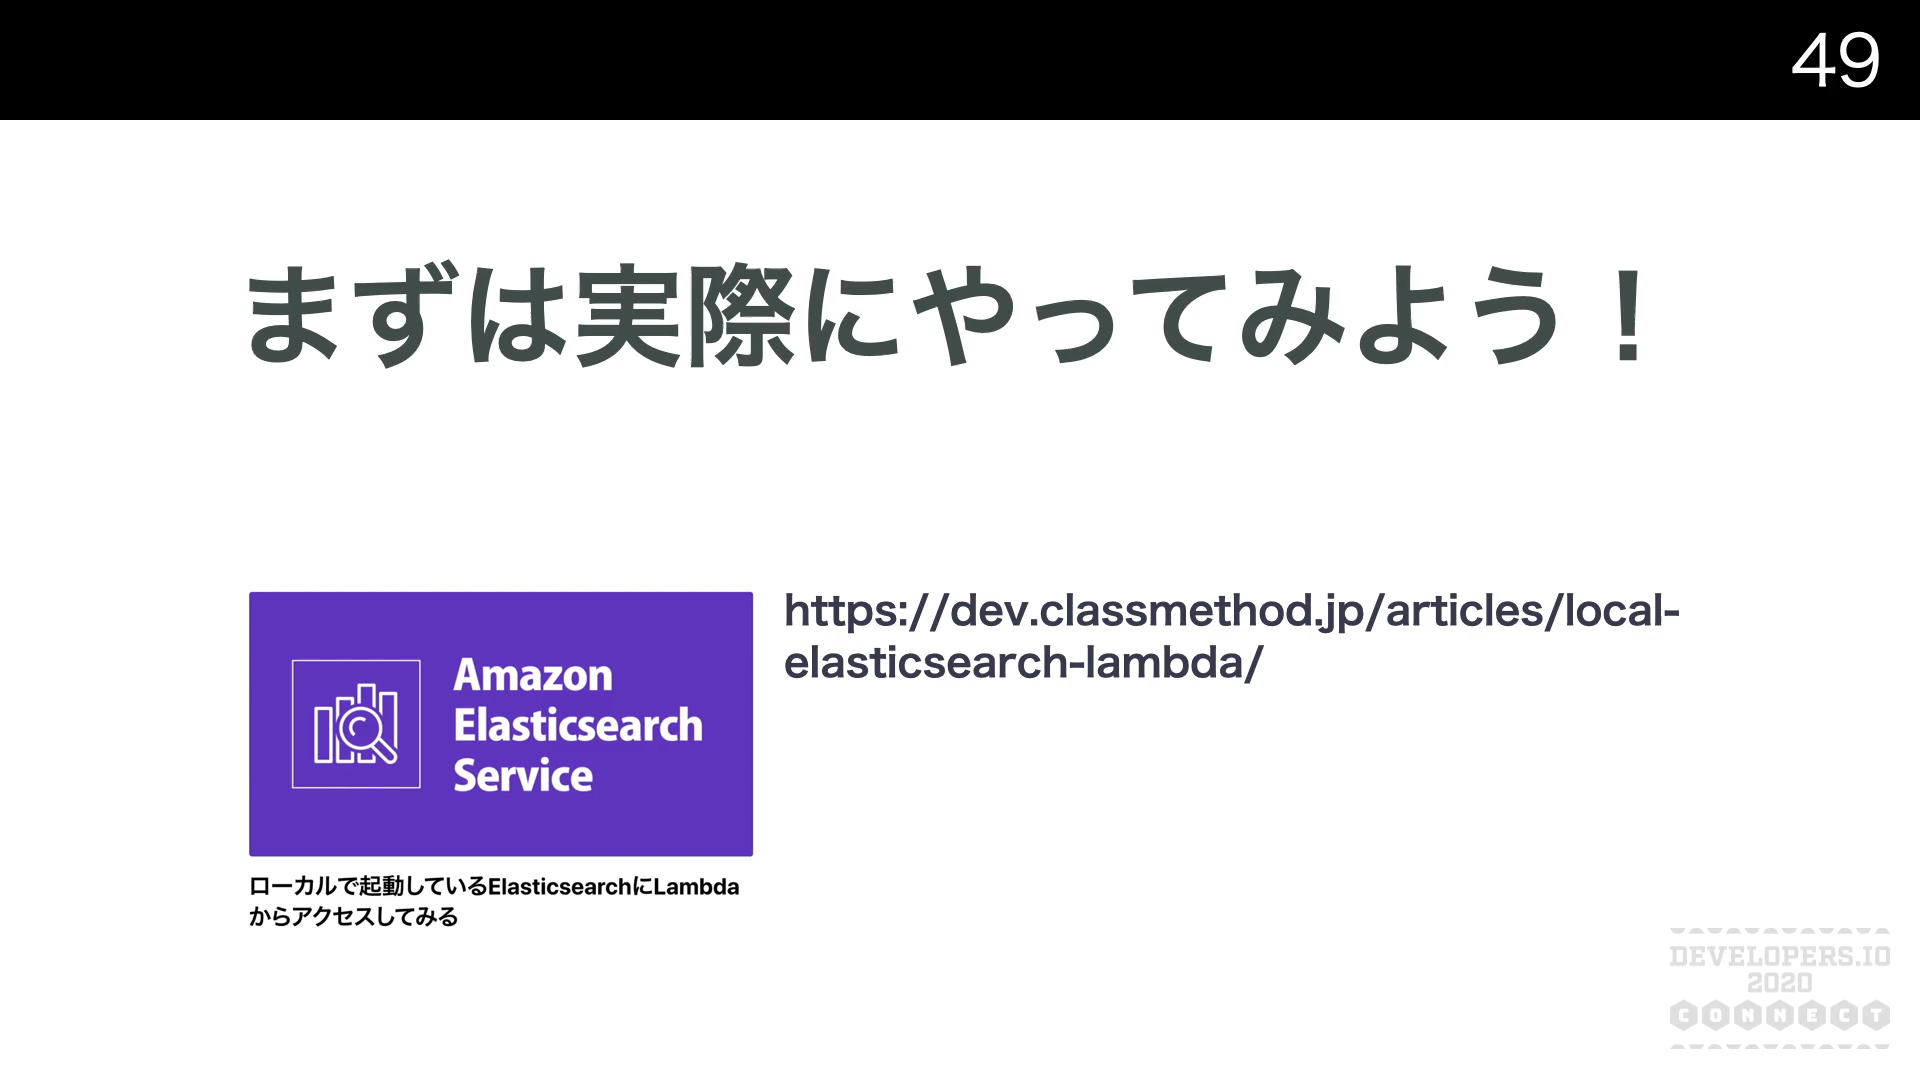 49
まずは実際にやってみよう！
Amazon
Elasticsearch
Service
https://dev.classmethod.jp/articles/local-
elasticsearch-lambda/
ローカルで起動しているElasticsearchにLambda
からアクセスしてみる
DEVELOPERS.IO
2020
CONNECT